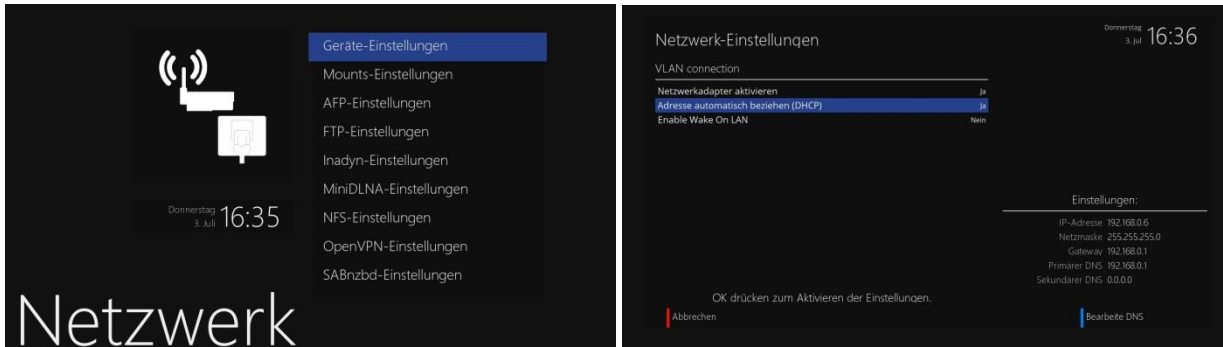 Geräte-Einstellungen
Mounts-Einstellungen
AFP-Einstellungen
FTP-Einstellungen
Inadyn-Einstellungen
MiniDLNA-Einstellungen
NFS-Einstellungen
OpenVPN-Einstellungen
SABnzbd-Einstellungen
Donnerstag
3. Juli 16:35
Netzwerk
Netzwerk-Einstellungen
Donnerstag
3. Jul 16:36
VLAN connection
Netzwerkadapter aktivieren Ja
Adresse automatisch beziehen (DHCP) Ja
Enable Wake On LAN Nein
Einstellungen:
IP-Adresse 192.168.0.6
Netzmaske 255.255.255.0
Gateway 192.168.0.1
Primärer DNS 192.168.0.1
Sekundärer DNS 0.0.0.0
OK drücken zum Aktivieren der Einstellungen.
Abbrechen
Bearbeite DNS